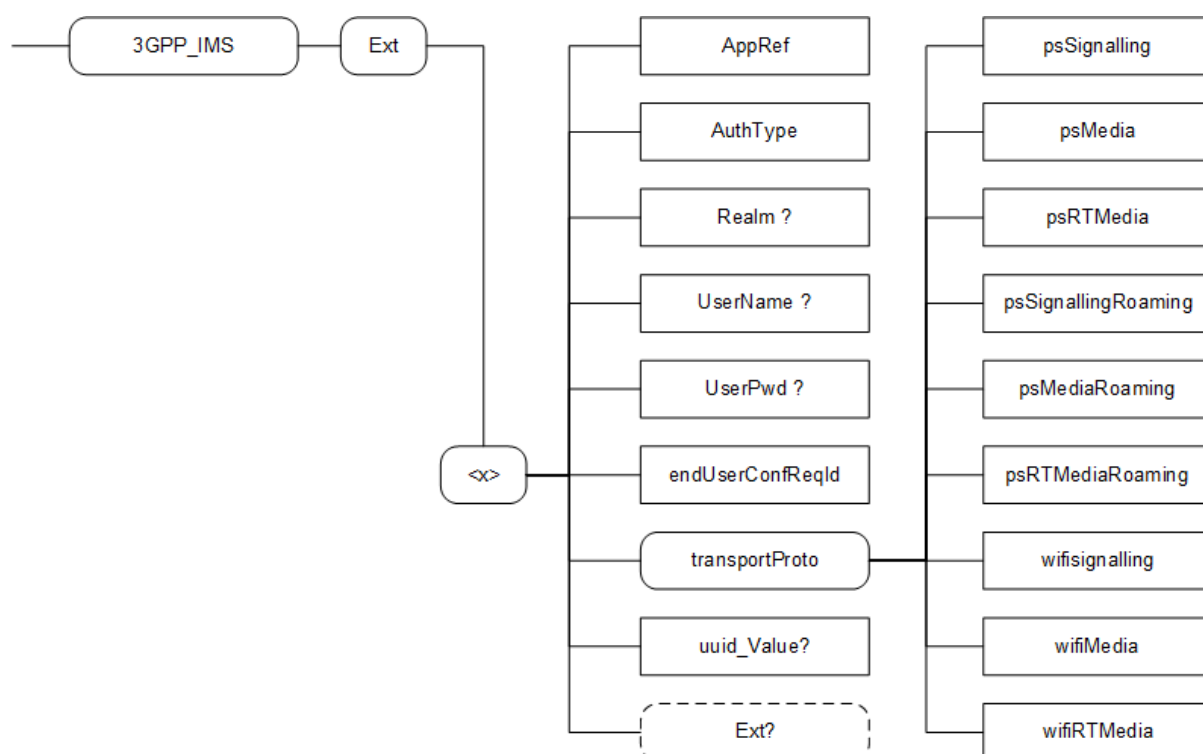 3GPP_IMS
Ext
<x>
AppRef
AuthType
Realm ?
UserName ?
UserPwd ?
endUserConfReqId
transportProto
uuid_Value?
Ext?
psSignalling
psMedia
psRTMedia
psSignallingRoaming
psMediaRoaming
psRTMediaRoaming
wifisignalling
wifiMedia
wifiRTMedia